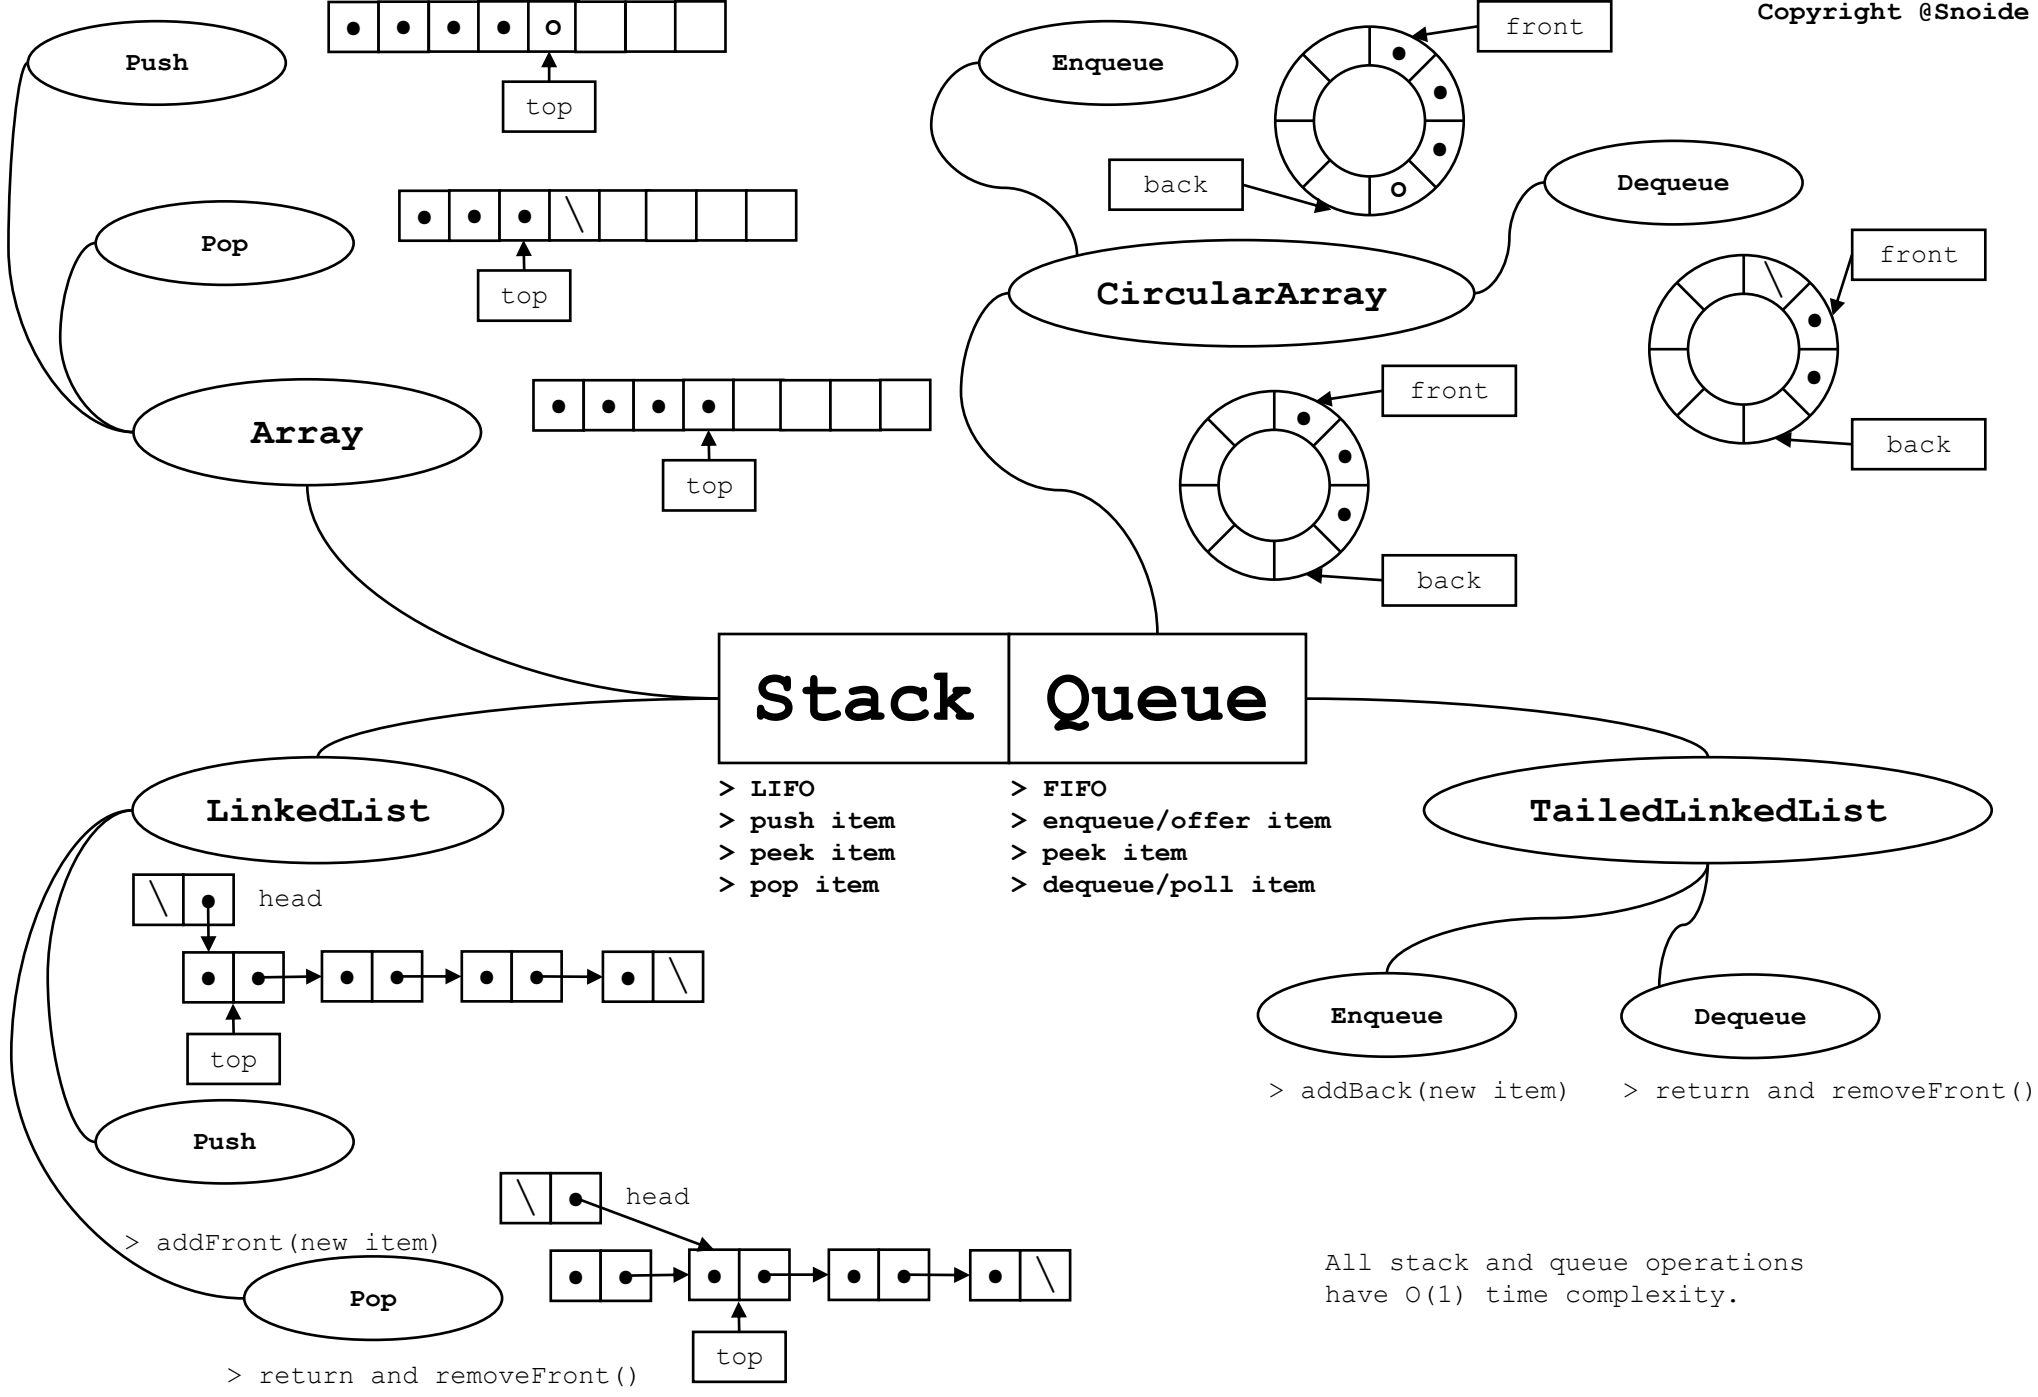 Copyright @Snoide
Push
top
Enqueue
front
back
Dequeue
Pop
top
CircularArray
front
back
Array
top
front
back
Stack
Queue
> LIFO
> push item
> peek item
> pop item
> FIFO
> enqueue/offer item
> peek item
> dequeue/poll item
LinkedList
head
top
Push
> addFront(new item)
Pop
> return and removeFront()
head
top
TailedLinkedList
Enqueue
> addBack(new item)
Dequeue
> return and removeFront()
All stack and queue operations
have O(1) time complexity.